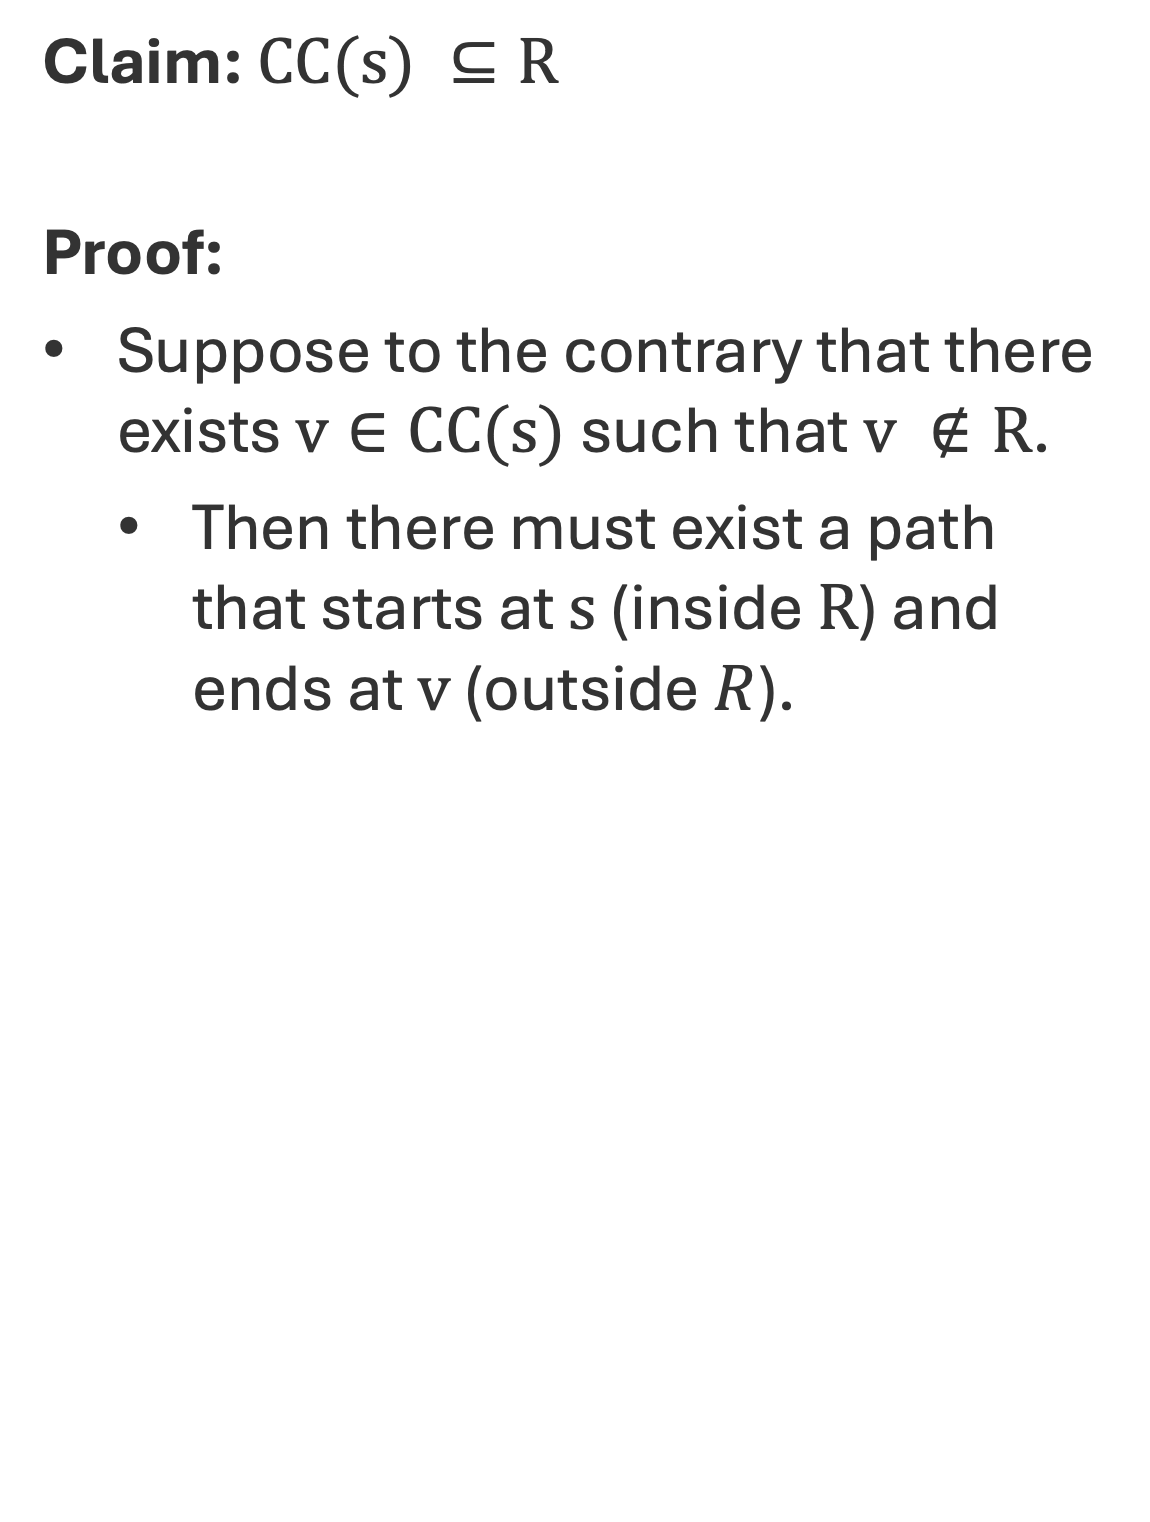 Claim: CC(s) ⊆ R
Proof:
• Suppose to the contrary that there
exists v ∈ CC(s) such that v ∉ R.
• Then there must exist a path
that starts at s (inside R) and
ends at v (outside R).